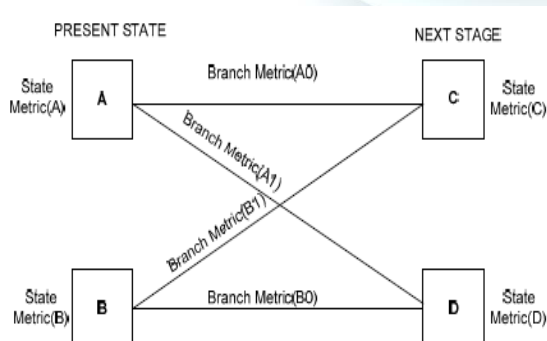 PRESENT STATE
NEXT STAGE
Branch Metric(A0)
State
Metric(A)
A
C
State
Metric(C)
Branch Metric(A1)
Branch Metric(B1)
Branch Metric(B0)
State
Metric(B)
B
D
State
Metric(D)